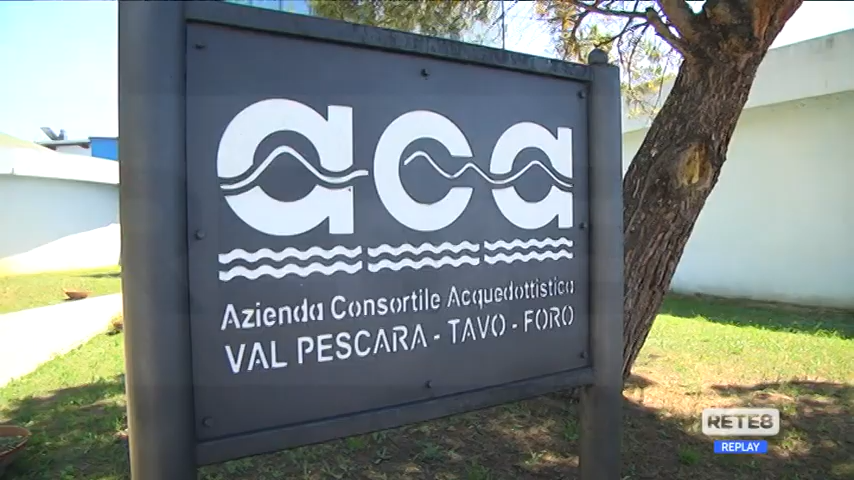 aca
Azienda Consortile Acquedottistica
VAL PESCARA - TAVO - FORO
RETE8
REPLAY